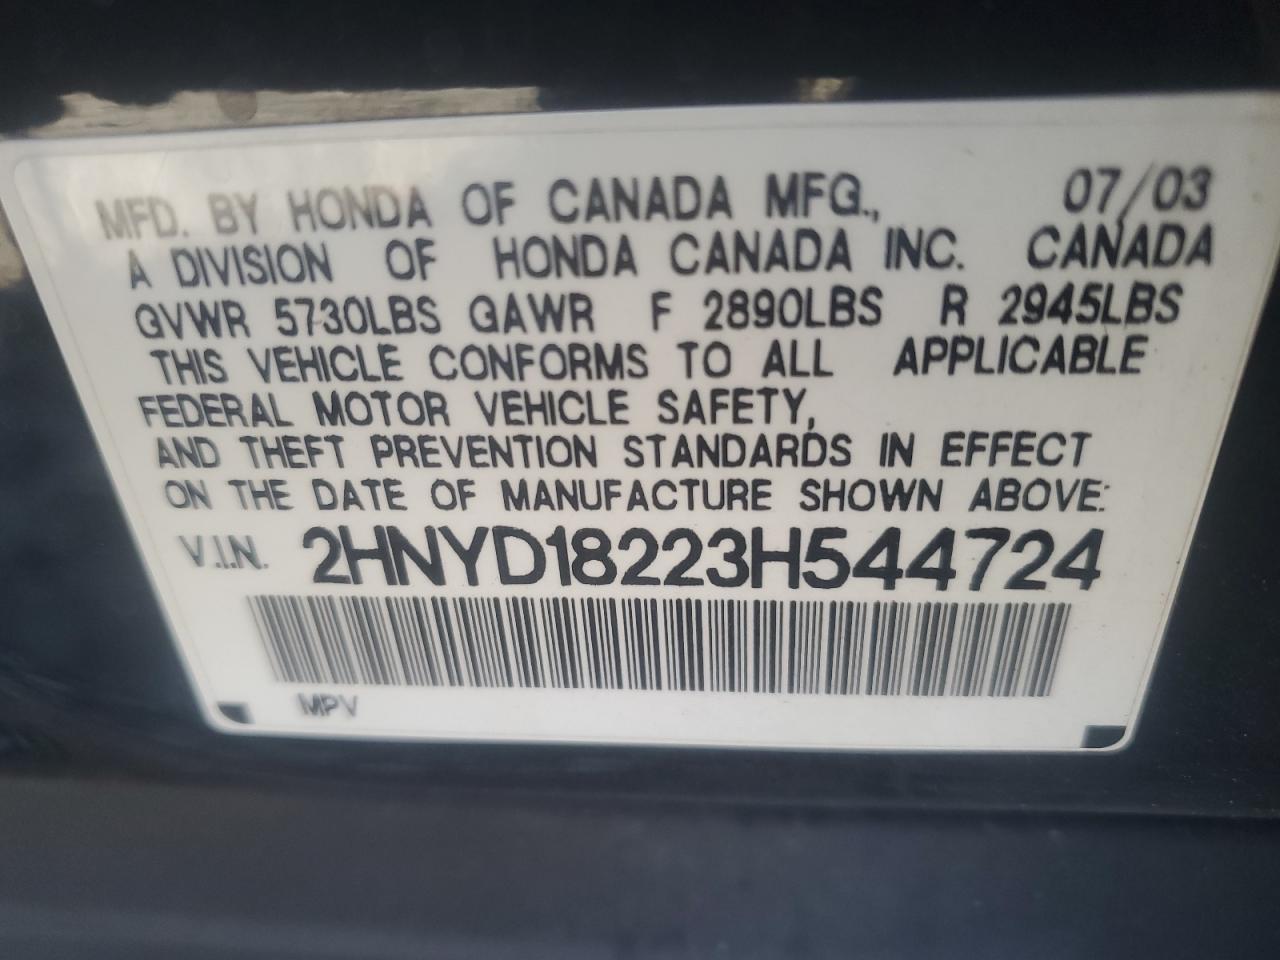 MFD. BY HONDA OF CANADA MFG., 07/03
A DIVISION OF HONDA CANADA INC. CANADA
GVWR 5730LBS GAWR F 2890LBS R 2945LBS
THIS VEHICLE CONFORMS TO ALL APPLICABLE
FEDERAL MOTOR VEHICLE SAFETY,
AND THEFT PREVENTION STANDARDS IN EFFECT
ON THE DATE OF MANUFACTURE SHOWN ABOVE:
V.I.N. 2HNYD18223H544724
MPV